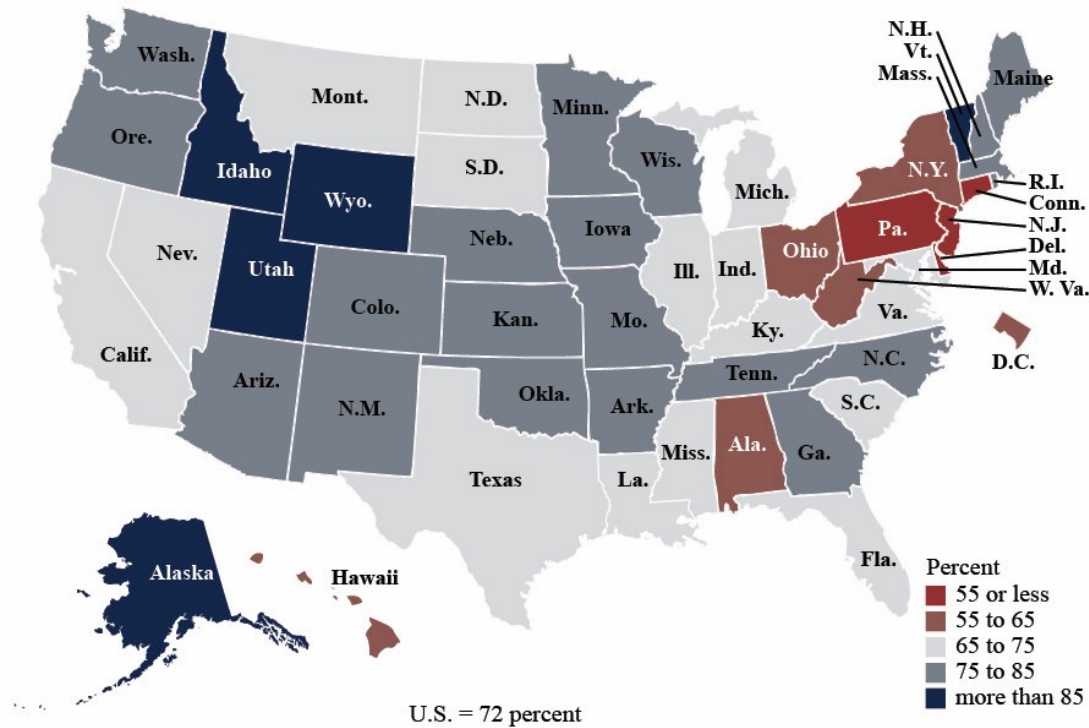 N.H.
Vt.
Mass.
Wash.
Maine
Mont.
N.D.
Minn.
Ore.
Idaho
S.D.
Wis.
Mich.
N.Y.
Wyo.
R.I.
Conn.
N.J.
Del.
Md.
W. Va.
Nev.
Utah
Neb.
Iowa
Ohio
Pa.
Ill.
Ind.
Colo.
Kan.
Mo.
Ky.
Va.
Calif.
N.C.
D.C.
Ariz.
N.M.
Okla.
Ark.
Tenn.
S.C.
Texas
La.
Miss.
Ala.
Ga.
Fla.
Alaska
Hawaii
Percent
55 or less
55 to 65
65 to 75
75 to 85
more than 85
U.S. = 72 percent